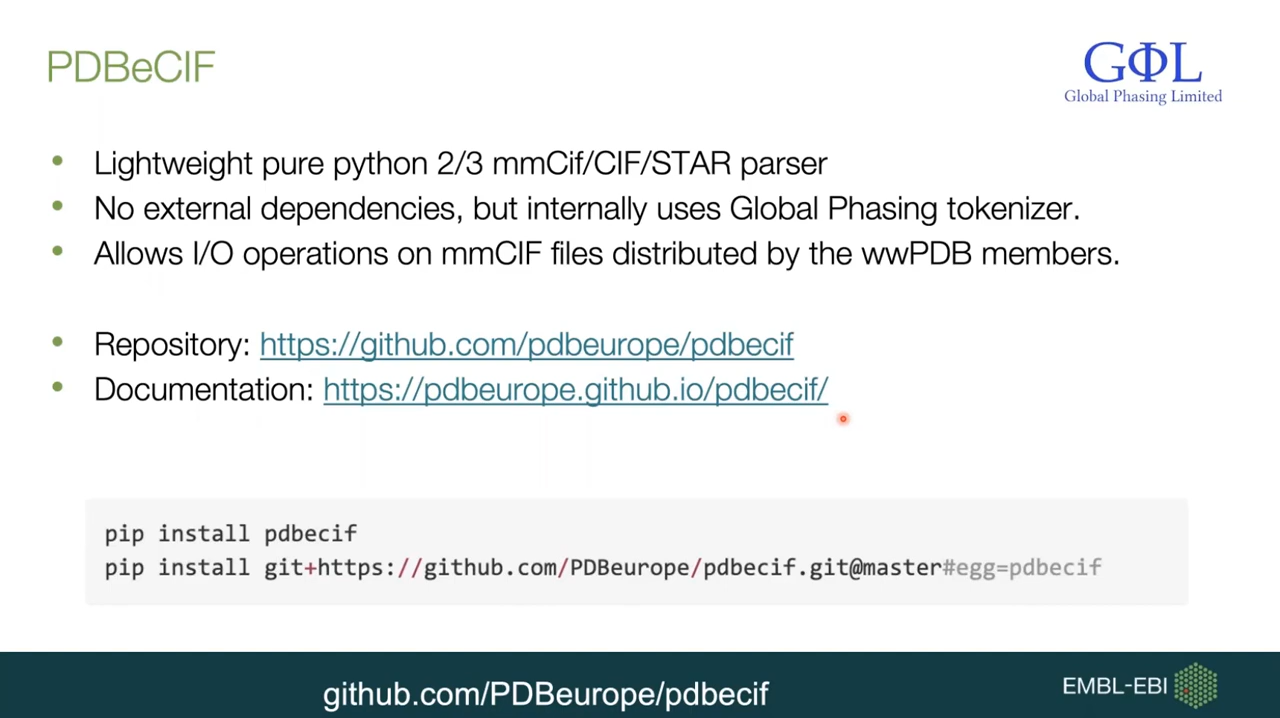 PDBeCIF
GΦL
Global Phasing Limited
• Lightweight pure python 2/3 mmCif/CIF/STAR parser
• No external dependencies, but internally uses Global Phasing tokenizer.
• Allows I/O operations on mmCIF files distributed by the wwPDB members.
• Repository: https://github.com/pdbeurope/pdbecif
• Documentation: https://pdbeurope.github.io/pdbecif/
pip install pdbecif
pip install git+https://github.com/PDBeurope/pdbecif.git@master#egg=pdbecif
github.com/PDBeurope/pdbecif
EMBL-EBI